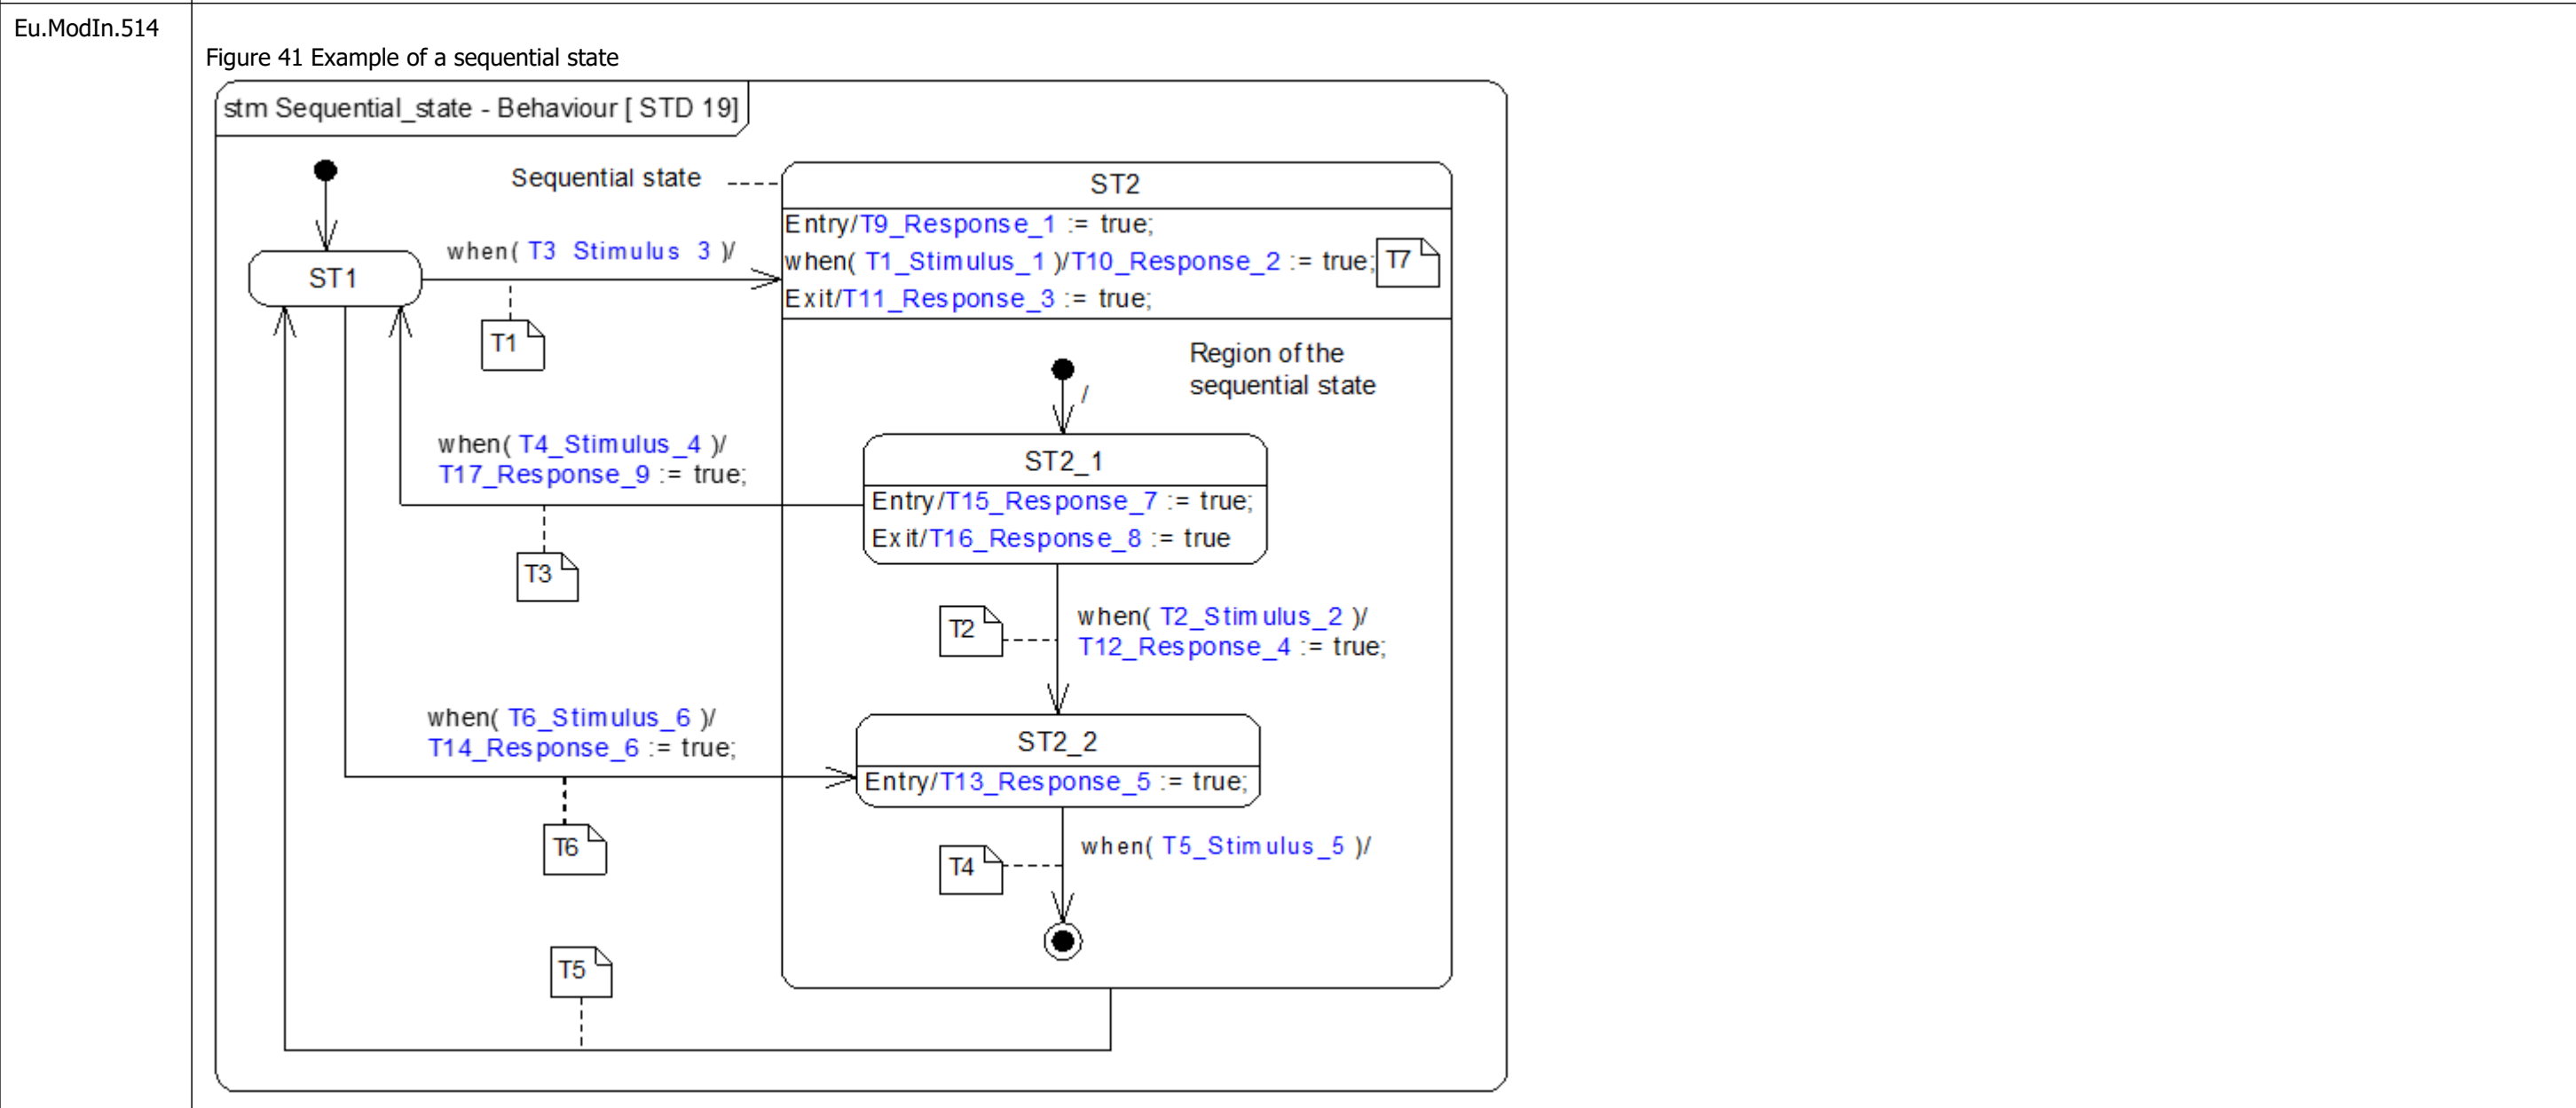 Eu.ModIn.514
Figure 41 Example of a sequential state
stm Sequential_state - Behaviour [ STD 19]
Sequential state
ST2
Entry/T9_Response_1 := true;
when( T1_Stimulus_1 )/T10_Response_2 := true;
T7
Exit/T11_Response_3 := true;
when( T3 Stimulus 3 )/
ST1
T1
Region of the
sequential state
/
when( T4_Stimulus_4 )/
T17_Response_9 := true;
T3
ST2_1
Entry/T15_Response_7 := true;
Exit/T16_Response_8 := true
T2
when( T2_Stimulus_2 )/
T12_Response_4 := true;
when( T6_Stimulus_6 )/
T14_Response_6 := true;
T6
ST2_2
Entry/T13_Response_5 := true;
T4
when( T5_Stimulus_5 )/
T5